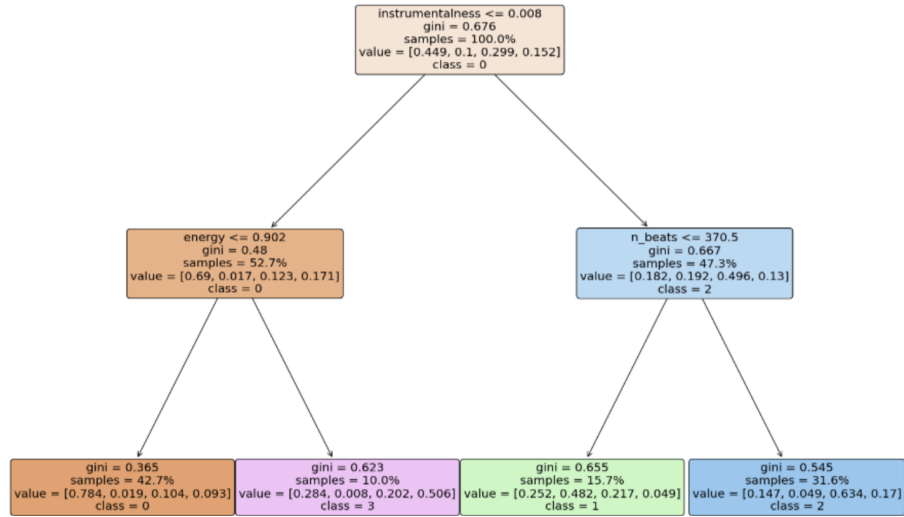 instrumentalness <= 0.008
gini = 0.676
samples = 100.0%
value = [0.449, 0.1, 0.299, 0.152]
class = 0
energy <= 0.902
gini = 0.48
samples = 52.7%
value = [0.69, 0.017, 0.123, 0.171]
class = 0
n_beats <= 370.5
gini = 0.667
samples = 47.3%
value = [0.182, 0.192, 0.496, 0.13]
class = 2
gini = 0.365
samples = 42.7%
value = [0.784, 0.019, 0.104, 0.093]
class = 0
gini = 0.623
samples = 10.0%
value = [0.284, 0.008, 0.202, 0.506]
class = 3
gini = 0.655
samples = 15.7%
value = [0.252, 0.482, 0.217, 0.049]
class = 1
gini = 0.545
samples = 31.6%
value = [0.147, 0.049, 0.634, 0.17]
class = 2